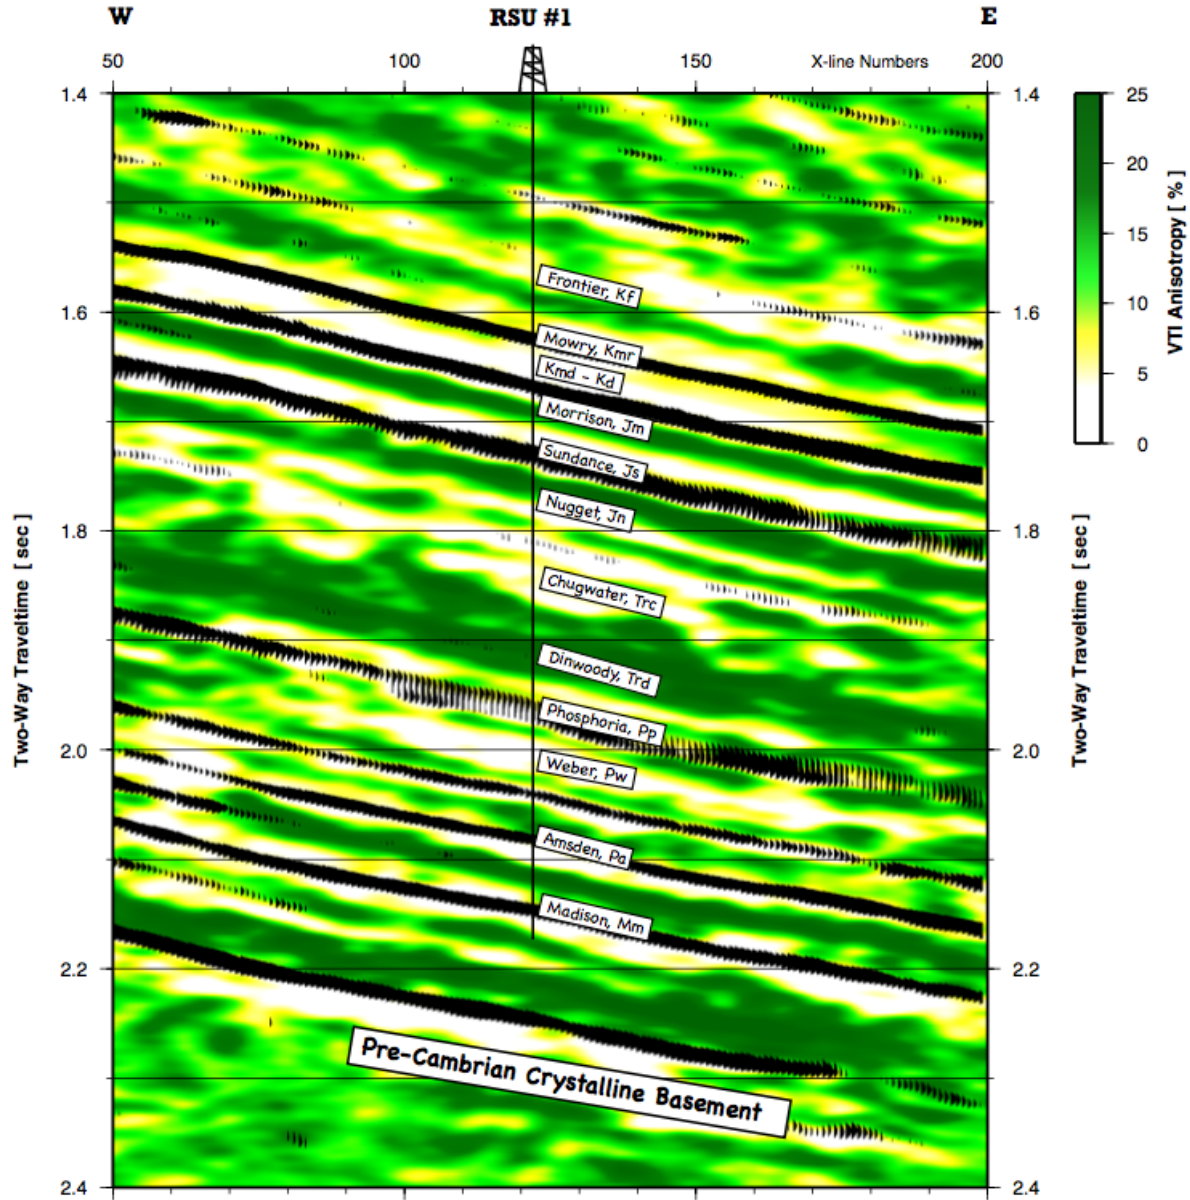 W RSU #1 E
50 100 150 X-line Numbers 200
1.4 1.4
1.6 1.6
1.8 1.8
2.0 2.0
2.2 2.2
2.4 2.4
Two-Way Traveltime [ sec ]
Frontier, Kf
Mowry, Kmr
Kmd - Kd
Morrison, Jm
Sundance, Js
Nugget, Jn
Chugwater, Trc
Dinwoody, Trd
Phosphoria, Pp
Weber, Pw
Amsden, Pa
Madison, Mm
Pre-Cambrian Crystalline Basement
Two-Way Traveltime [ sec ]
25
20
15
10
5
0
VTI Anisotropy [ % ]